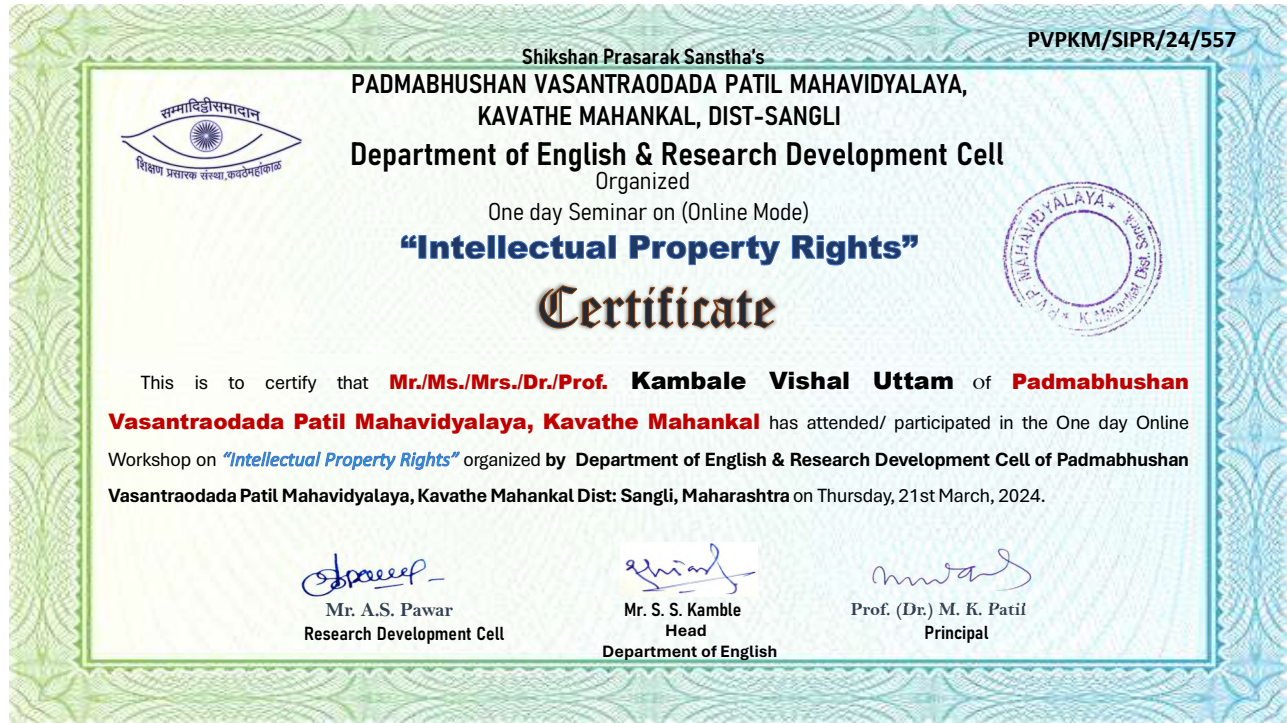 PVPKM/SIPR/24/557
Shikshan Prasarak Sanstha's
PADMABHUSHAN VASANTRAODADA PATIL MAHAVIDYALAYA,
KAVATHE MAHANKAL, DIST-SANGLI
सम्मादिट्ठीसमादान
शिक्षण प्रसारक संस्था,कवठेमहांकाळ
Department of English & Research Development Cell
Organized
One day Seminar on (Online Mode)
“Intellectual Property Rights”
P.V.P MAHAVIDYALAYA * K. Mahankal, Dist. Sangli *
Certificate
This is to certify that Mr./Ms./Mrs./Dr./Prof. Kambale Vishal Uttam Of Padmabhushan
Vasantraodada Patil Mahavidyalaya, Kavathe Mahankal has attended/ participated in the One day Online
Workshop on “Intellectual Property Rights” organized by Department of English & Research Development Cell of Padmabhushan
Vasantraodada Patil Mahavidyalaya, Kavathe Mahankal Dist: Sangli, Maharashtra on Thursday, 21st March, 2024.
Mr. A.S. Pawar
Research Development Cell
Mr. S. S. Kamble
Head
Department of English
Prof. (Dr.) M. K. Patil
Principal